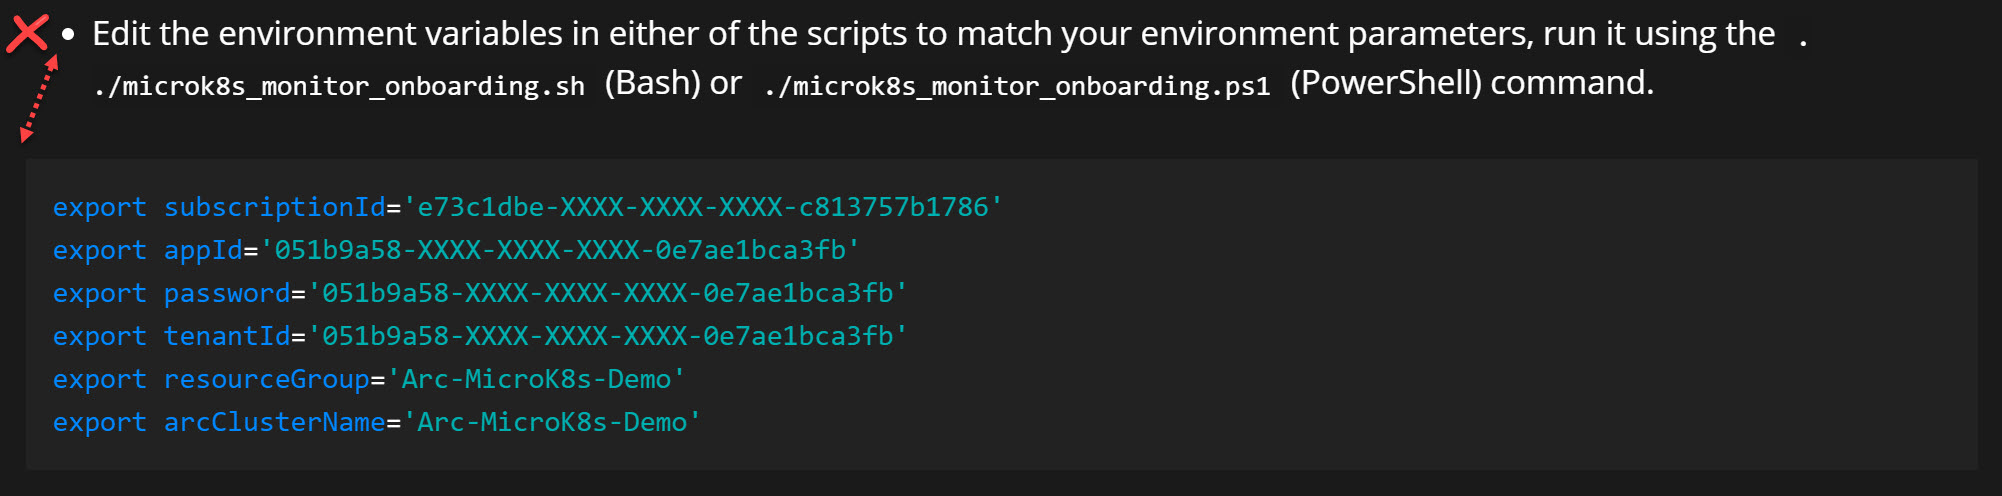 • Edit the environment variables in either of the scripts to match your environment parameters, run it using the .
./microk8s_monitor_onboarding.sh (Bash) or ./microk8s_monitor_onboarding.ps1 (PowerShell) command.
export subscriptionId='e73c1dbe-XXXX-XXXX-XXXX-c813757b1786'
export appId='051b9a58-XXXX-XXXX-XXXX-0e7ae1bca3fb'
export password='051b9a58-XXXX-XXXX-XXXX-0e7ae1bca3fb'
export tenantId='051b9a58-XXXX-XXXX-XXXX-0e7ae1bca3fb'
export resourceGroup='Arc-MicroK8s-Demo'
export arcClusterName='Arc-MicroK8s-Demo'